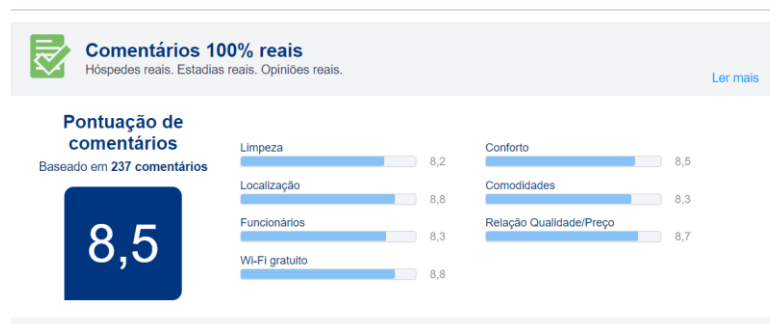 Comentários 100% reais
Hóspedes reais. Estadias reais. Opiniões reais.
Ler mais
Pontuação de
comentários
Baseado em 237 comentários
8,5
Limpeza
8,2
Localização
8,8
Funcionários
8,3
Wi-Fi gratuito
8,8
Conforto
8,5
Comodidades
8,3
Relação Qualidade/Preço
8,7